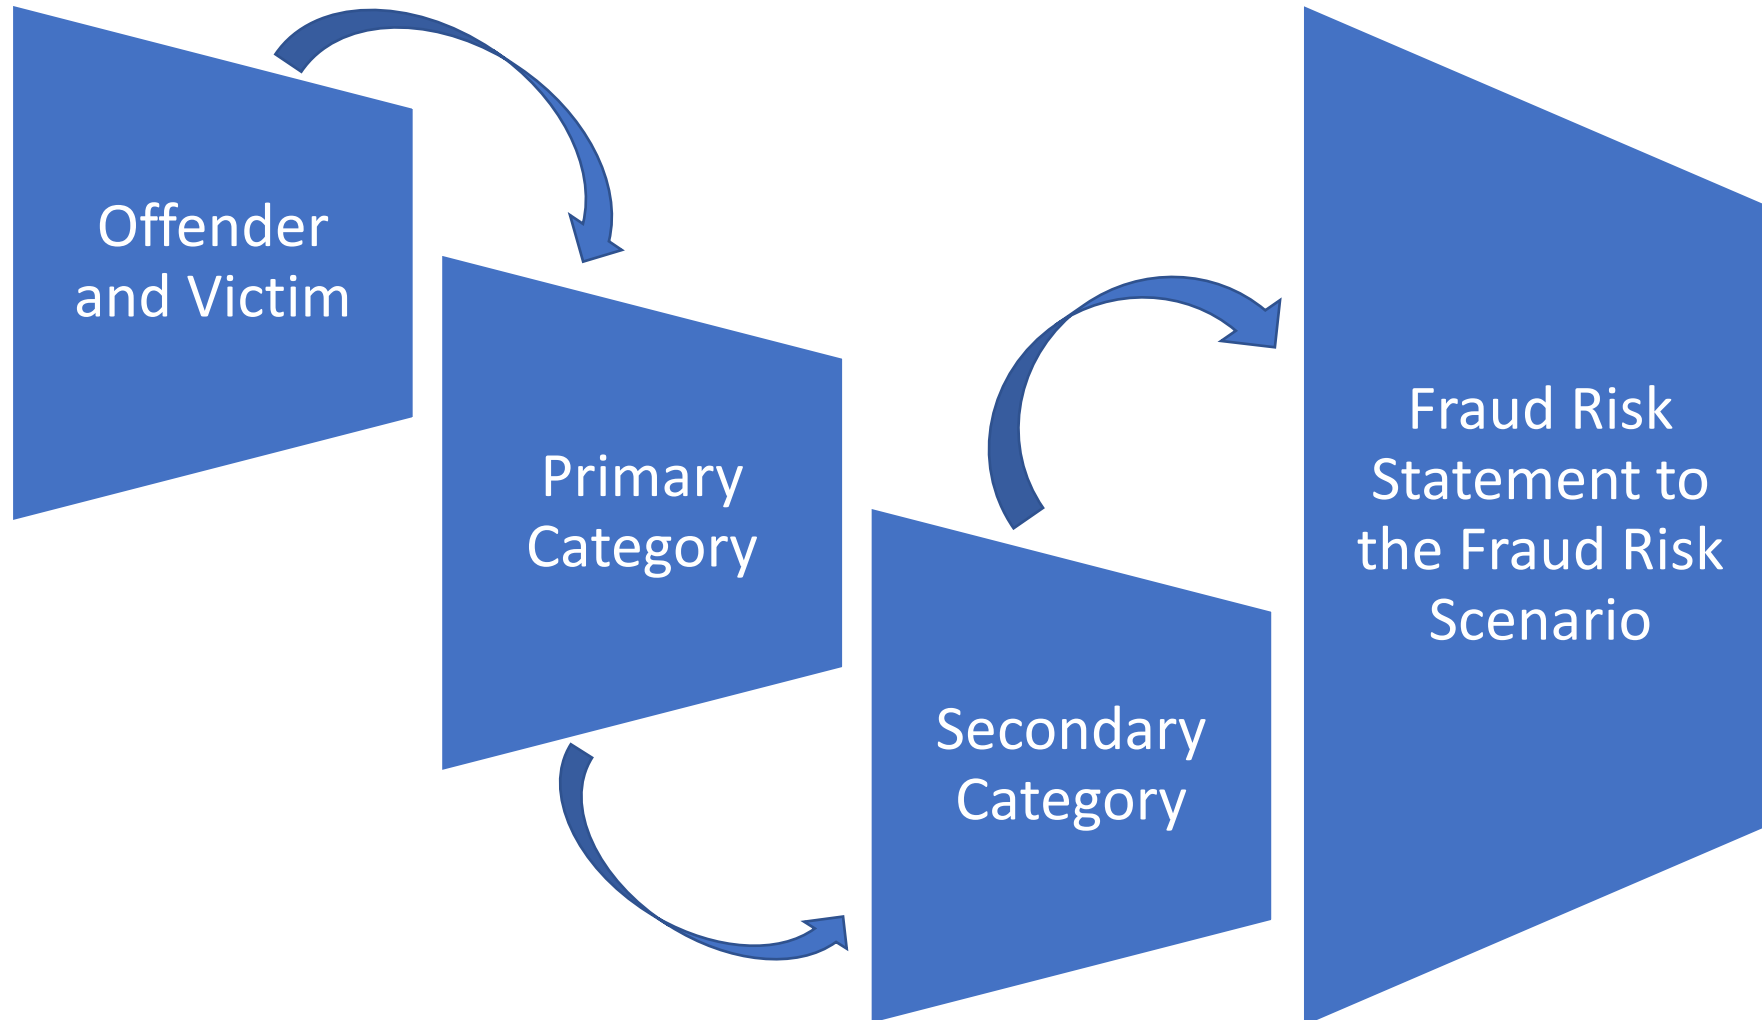 Offender
and Victim
Primary
Category
Secondary
Category
Fraud Risk
Statement to
the Fraud Risk
Scenario